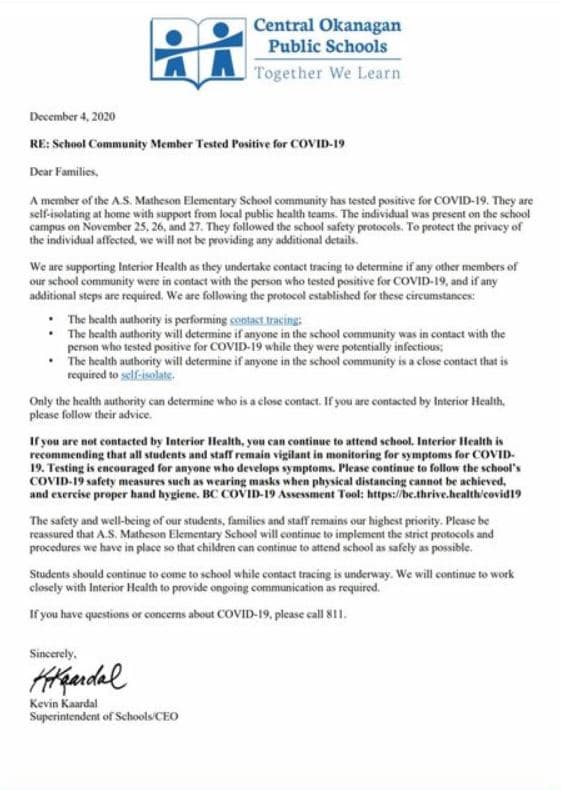 Central Okanagan
Public Schools
Together We Learn
December 4, 2020
RE: School Community Member Tested Positive for COVID-19
Dear Families,
A member of the A.S. Matheson Elementary School community has tested positive for COVID-19. They are
self-isolating at home with support from local public health teams. The individual was present on the school
campus on November 25, 26, and 27. They followed the school safety protocols. To protect the privacy of
the individual affected, we will not be providing any additional details.
We are supporting Interior Health as they undertake contact tracing to determine if any other members of
our school community were in contact with the person who tested positive for COVID-19, and if any
additional steps are required. We are following the protocol established for these circumstances:
• The health authority is performing contact tracing;
• The health authority will determine if anyone in the school community was in contact with the
person who tested positive for COVID-19 while they were potentially infectious;
• The health authority will determine if anyone in the school community is a close contact that is
required to self-isolate.
Only the health authority can determine who is a close contact. If you are contacted by Interior Health,
please follow their advice.
If you are not contacted by Interior Health, you can continue to attend school. Interior Health is
recommending that all students and staff remain vigilant in monitoring for symptoms for COVID-
19. Testing is encouraged for anyone who develops symptoms. Please continue to follow the school's
COVID-19 safety measures such as wearing masks when physical distancing cannot be achieved,
and exercise proper hand hygiene. BC COVID-19 Assessment Tool: https://bc.thrive.health/covid19
The safety and well-being of our students, families and staff remains our highest priority. Please be
reassured that A.S. Matheson Elementary School will continue to implement the strict protocols and
procedures we have in place so that children can continue to attend school as safely as possible.
Students should continue to come to school while contact tracing is underway. We will continue to work
closely with Interior Health to provide ongoing communication as required.
If you have questions or concerns about COVID-19, please call 811.
Sincerely,
KKaardal
Kevin Kaardal
Superintendent of Schools/CEO